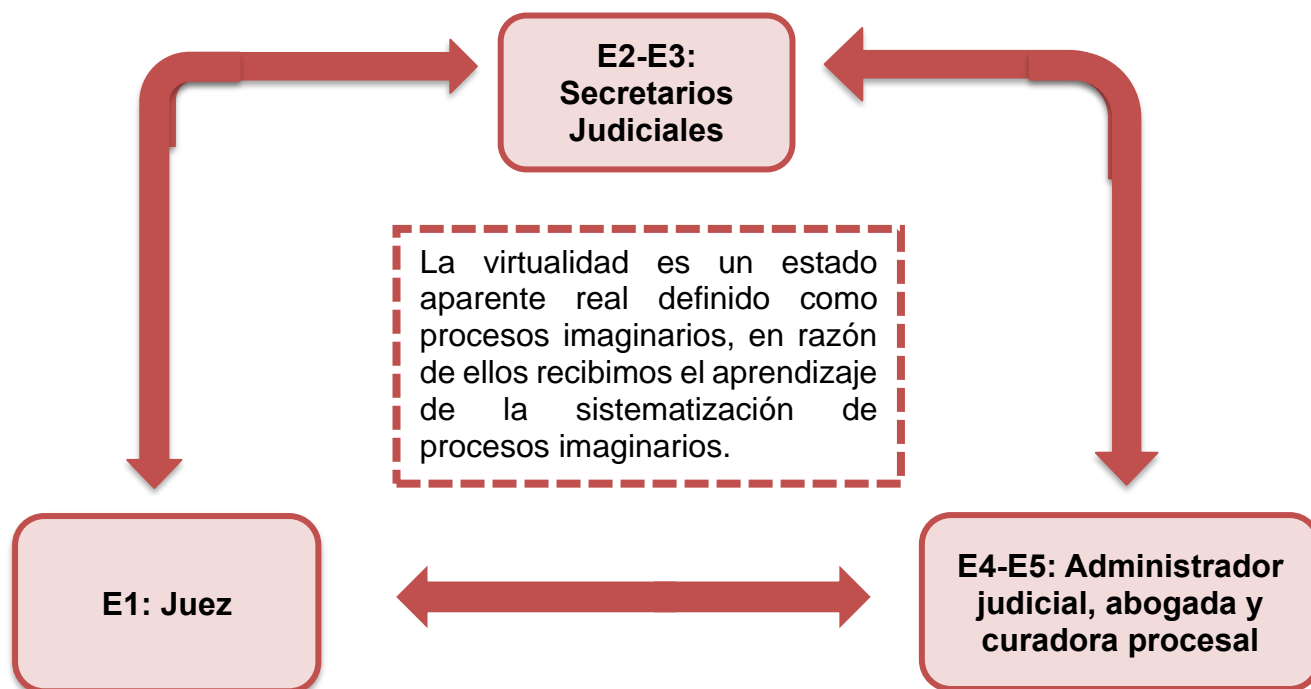 E2-E3:
Secretarios
Judiciales
La virtualidad es un estado
aparente real definido como
procesos imaginarios, en razón
de ellos recibimos el aprendizaje
de la sistematización de
procesos imaginarios.
E1: Juez
E4-E5: Administrador
judicial, abogada y
curadora procesal